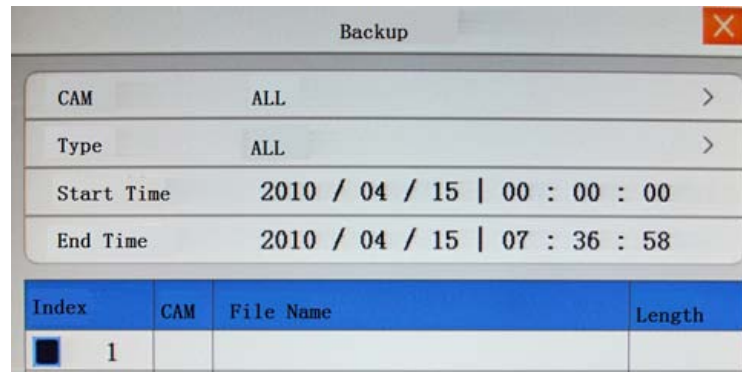 Backup
CAM ALL >
Type ALL >
Start Time 2010 / 04 / 15 | 00 : 00 : 00
End Time 2010 / 04 / 15 | 07 : 36 : 58
Index CAM File Name Length
1